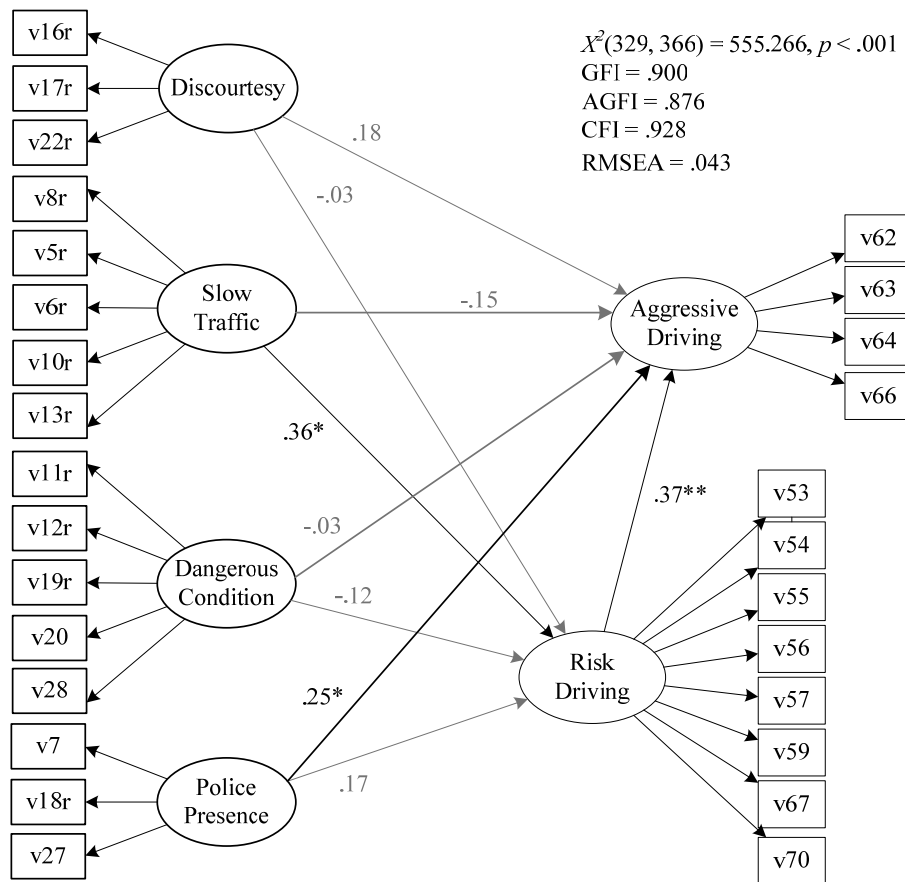 v16r
v17r
v22r
Discourtesy
X²(329, 366) = 555.266, p < .001
GFI = .900
AGFI = .876
CFI = .928
RMSEA = .043
.18
-.03
v8r
v5r
v6r
v10r
v13r
Slow
Traffic
-.15
.36*
Aggressive
Driving
v62
v63
v64
v66
v11r
v12r
v19r
v20
v28
Dangerous
Condition
-.03
-.12
.37**
v7
v18r
v27
Police
Presence
.25*
.17
Risk
Driving
v53
v54
v55
v56
v57
v59
v67
v70